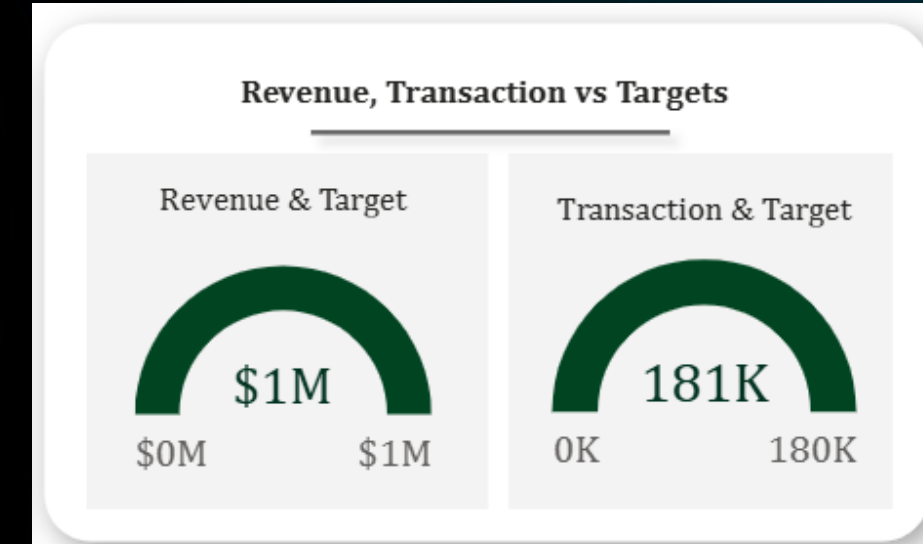 Revenue, Transaction vs Targets
Revenue & Target
$1M
$0M
$1M
Transaction & Target
181K
0K
180K